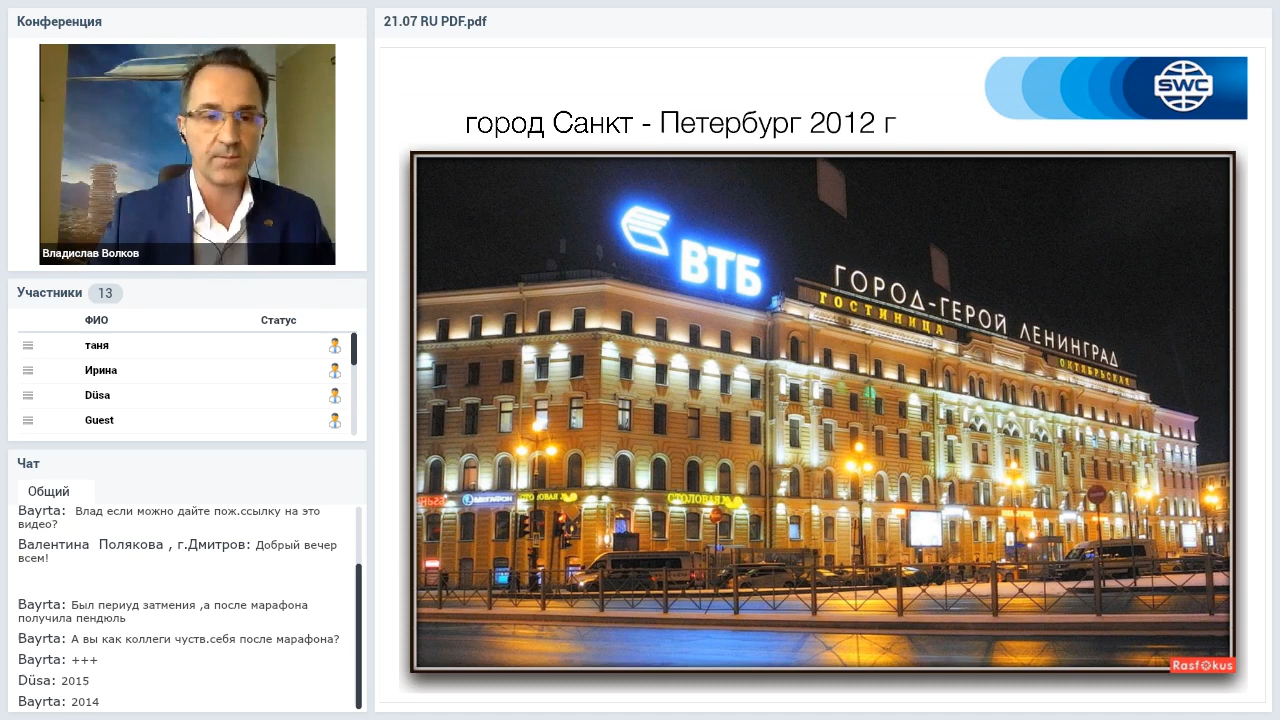 Конференция
Владислав Волков
Участники 13
ФИО Статус
таня
Ирина
Düsa
Guest
Чат
Общий
Bayrta: Влад если можно дайте пож.ссылку на это
видео?
Валентина Полякова , г.Дмитров: Добрый вечер
всем!
Bayrta: Был периуд затмения ,а после марафона
получила пендюль
Bayrta: А вы как коллеги чуств.себя после марафона?
Bayrta: +++
Düsa: 2015
Bayrta: 2014
21.07 RU PDF.pdf
SWC
город Санкт - Петербург 2012 г
ВТБ
ГОРОД-ГЕРОЙ ЛЕНИНГРАД
ГОСТИНИЦА
ОКТЯБРЬСКАЯ
МЕГАФОН
СТОЛОВАЯ
СТОЛОВАЯ
Rasfokus